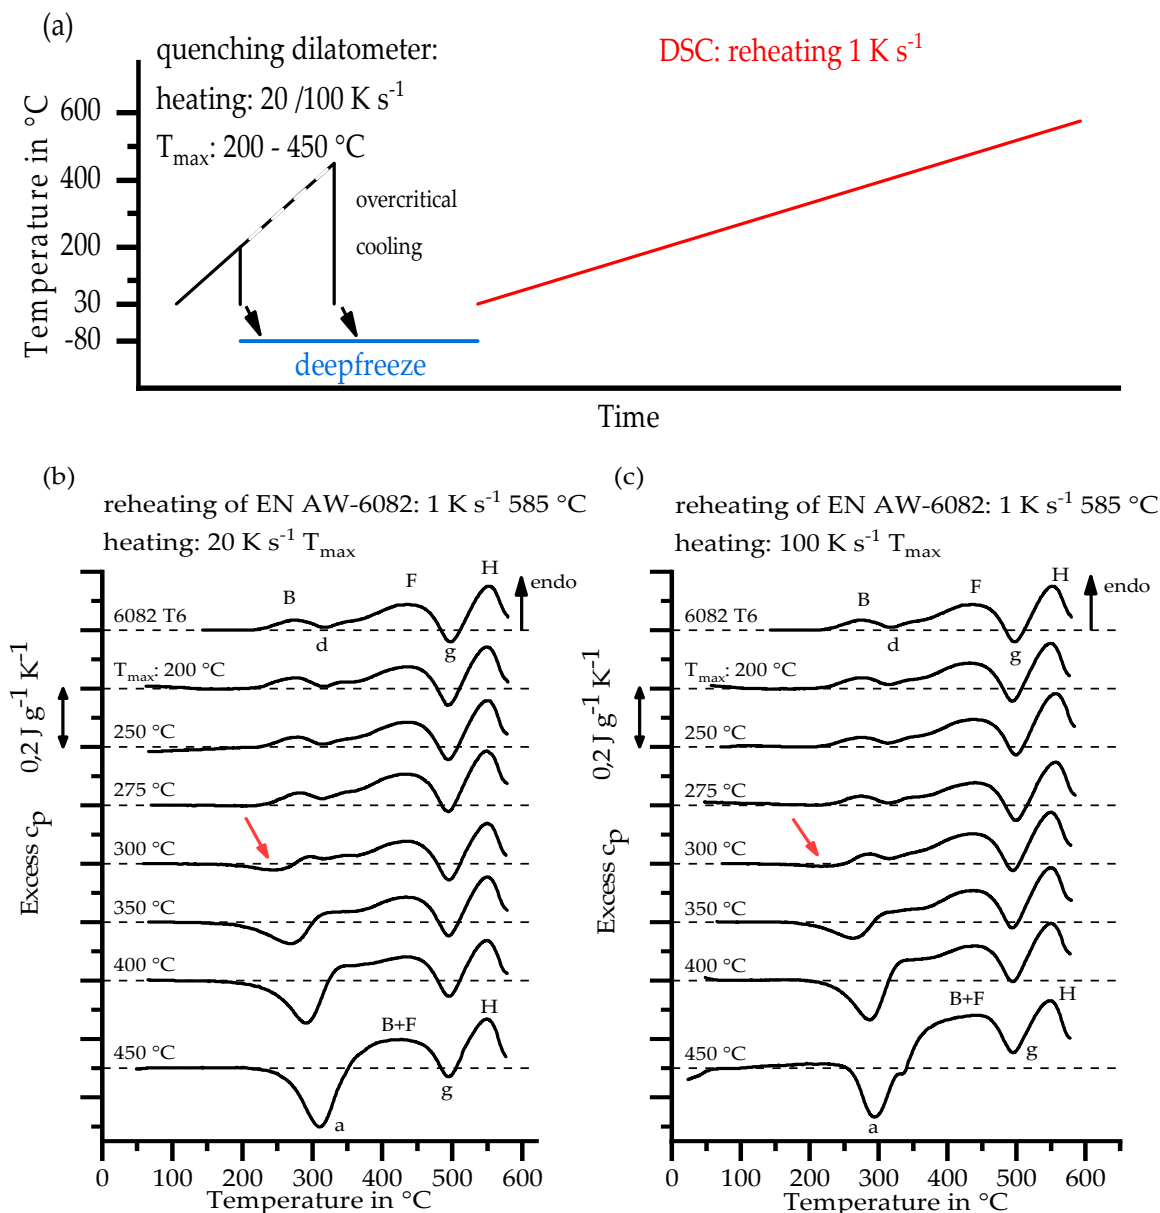 (a)
quenching dilatometer:
heating: 20 /100 K s⁻¹
Tmax: 200 - 450 °C
DSC: reheating 1 K s⁻¹
overcritical
cooling
deepfreeze
Temperature in °C
600
400
200
30
-80
Time
(b)
reheating of EN AW-6082: 1 K s⁻¹ 585 °C
heating: 20 K s⁻¹ Tmax
endo
B
F
H
6082 T6
d
g
Tmax: 200 °C
250 °C
275 °C
300 °C
350 °C
400 °C
B+F
H
450 °C
g
a
Excess cp
0,2 J g⁻¹ K⁻¹
0 100 200 300 400 500 600
Temperature in °C
(c)
reheating of EN AW-6082: 1 K s⁻¹ 585 °C
heating: 100 K s⁻¹ Tmax
endo
B
F
H
6082 T6
d
g
Tmax: 200 °C
250 °C
275 °C
300 °C
350 °C
400 °C
B+F
H
450 °C
g
a
Excess cp
0,2 J g⁻¹ K⁻¹
0 100 200 300 400 500 600
Temperature in °C